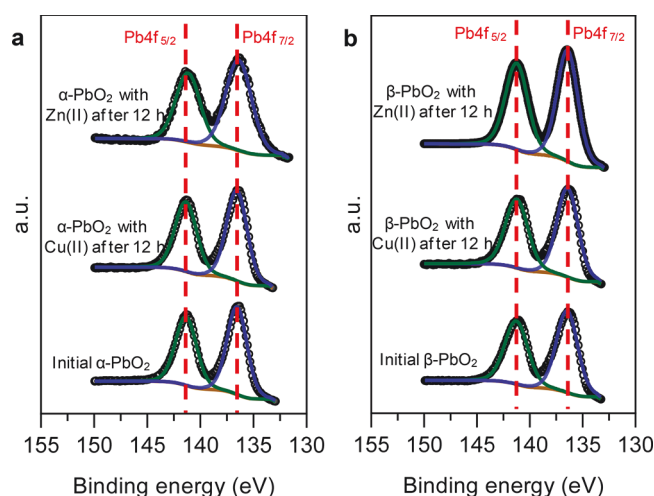 a
Pb4f5/2
Pb4f7/2
α-PbO2 with
Zn(II) after 12 h
α-PbO2 with
Cu(II) after 12 h
Initial α-PbO2
a.u.
155 150 145 140 135 130
Binding energy (eV)
b
Pb4f5/2
Pb4f7/2
β-PbO2 with
Zn(II) after 12 h
β-PbO2 with
Cu(II) after 12 h
Initial β-PbO2
a.u.
155 150 145 140 135 130
Binding energy (eV)